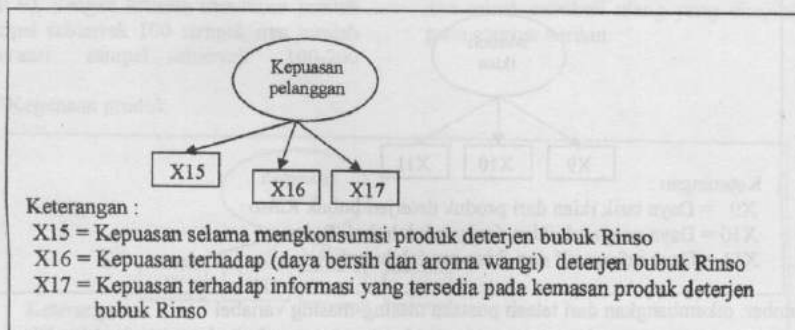 Kepuasan
pelanggan
X15
X16
X17
Keterangan :
X15 = Kepuasan selama mengkonsumsi produk deterjen bubuk Rinso
X16 = Kepuasan terhadap (daya bersih dan aroma wangi) deterjen bubuk Rinso
X17 = Kepuasan terhadap informasi yang tersedia pada kemasan produk deterjen
bubuk Rinso